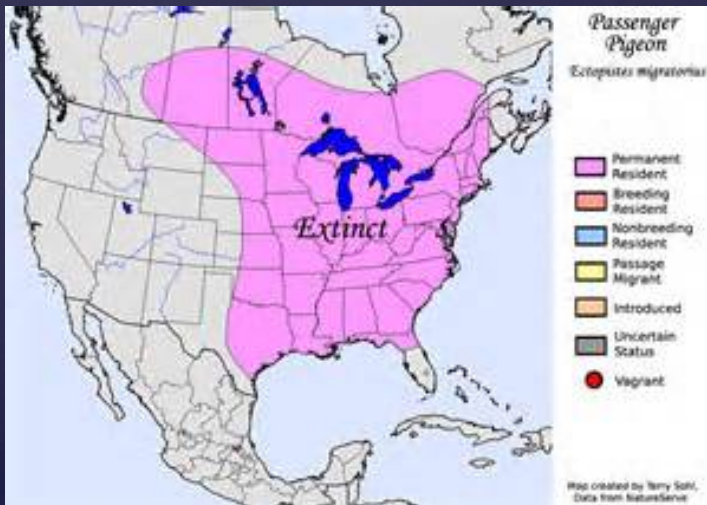 Passenger
Pigeon
Ectopistes migratorius
Extinct
Permanent
Resident
Breeding
Resident
Nonbreeding
Resident
Passage
Migrant
Introduced
Uncertain
Status
Vagrant
Map created by Terry Sohl,
Data from NatureServe